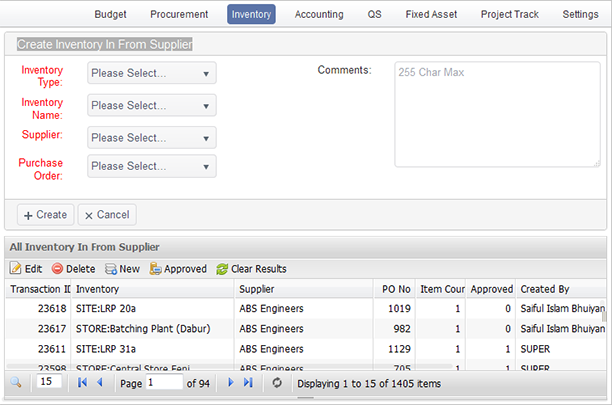 Budget Procurement Inventory Accounting QS Fixed Asset Project Track Settings
Create Inventory In From Supplier
Inventory Type: Please Select... Comments: 255 Char Max
Inventory Name: Please Select...
Supplier: Please Select...
Purchase Order: Please Select...
+ Create × Cancel
All Inventory In From Supplier
Edit Delete New Approved Clear Results
Transaction ID Inventory Supplier PO No Item Coun Approved Created By
23618 SITE:LRP 20a ABS Engineers 1019 1 0 Saiful Islam Bhuiyan
23617 STORE:Batching Plant (Dabur) ABS Engineers 982 1 0 Saiful Islam Bhuiyan
23611 SITE:LRP 31a ABS Engineers 1129 1 1 SUPER
23598 STORE:Central Store Feni ABS Engineers 705 1 1 SUPER
15 Page 1 of 94 Displaying 1 to 15 of 1405 items